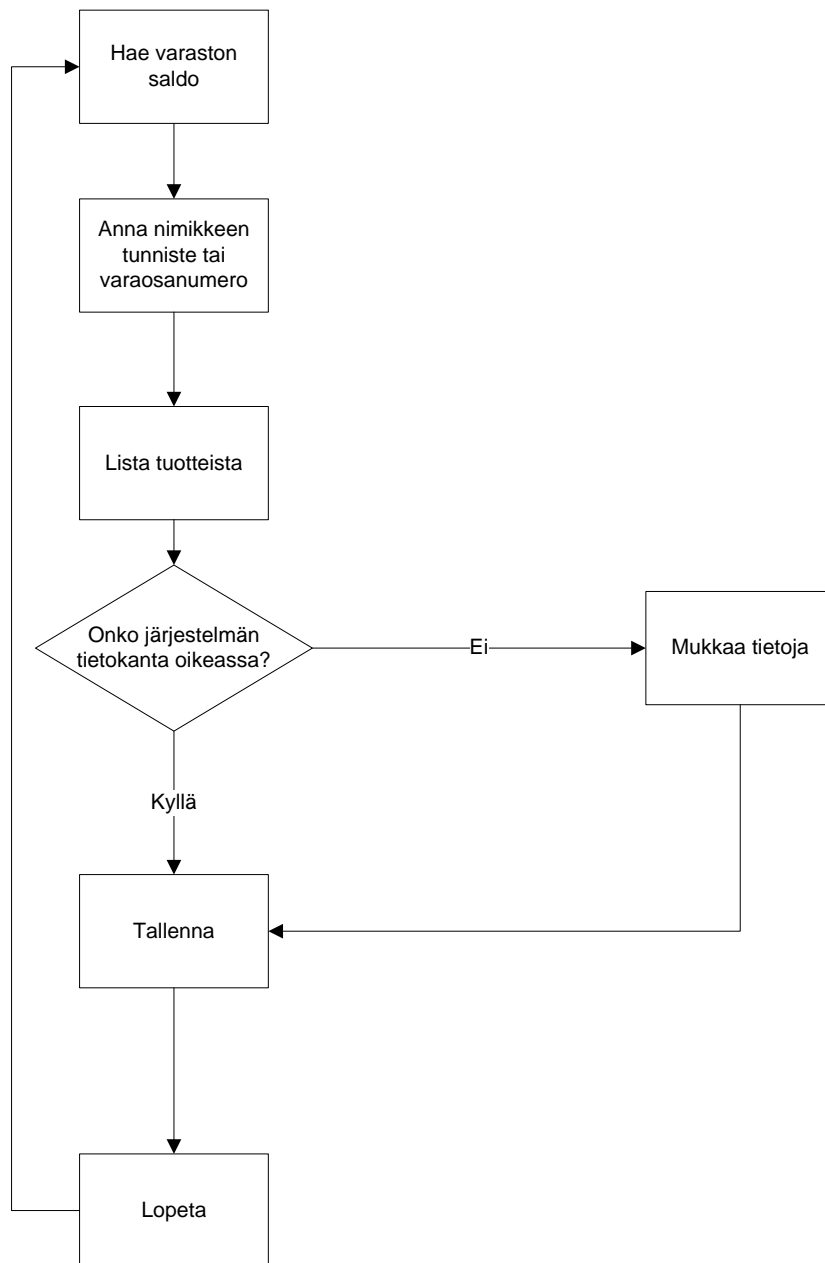 Hae varaston
saldo
Anna nimikkeen
tunniste tai
varaosanumero
Lista tuotteista
Onko järjestelmän
tietokanta oikeassa?
Ei
Mukkaa tietoja
Kyllä
Tallenna
Lopeta